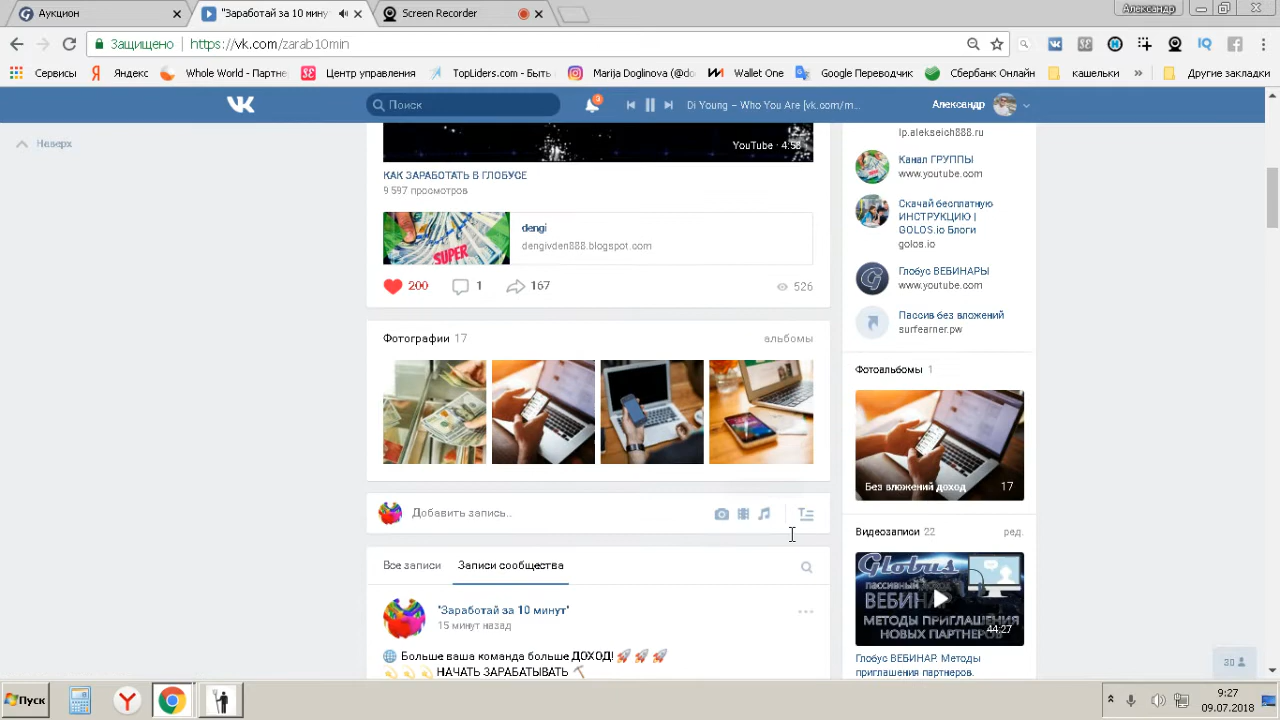 Аукцион
"Заработай за 10 мину
Screen Recorder
Александр
Защищено
https://vk.com/zarab10min
Сервисы
Яндекс
Whole World - Партне
Центр управления
TopLiders.com - Быть
Marija Doglinova (@do
Wallet One
Google Переводчик
Сбербанк Онлайн
кашельки
»
Другие закладки
Поиск
Di Young – Who You Are [vk.com/m...
Александр
Наверх
YouTube · 4:58
КАК ЗАРАБОТАТЬ В ГЛОБУСЕ
9 597 просмотров
SUPER
dengi
dengivden888.blogspot.com
200
1
167
526
Фотографии 17
альбомы
Добавить запись...
Все записи
Записи сообщества
"Заработай за 10 минут"
15 минут назад
Больше ваша команда больше ДОХОД!
НАЧАТЬ ЗАРАБАТЫВАТЬ
lp.alekseich888.ru
Канал ГРУППЫ
www.youtube.com
Скачай бесплатную
ИНСТРУКЦИЮ |
GOLOS.io Блоги
golos.io
Глобус ВЕБИНАРЫ
www.youtube.com
Пассив без вложений
surfearner.pw
Фотоальбомы 1
Без вложений доход
17
Видеозаписи 22
ред.
Globus
ПАССИВНЫЙ ДОХОД
ВЕБИНАР
МЕТОДЫ ПРИГЛАШЕНИЯ
НОВЫХ ПАРТНЕРОВ
44:27
Глобус ВЕБИНАР. Методы
приглашения партнеров.
30
Пуск
9:27
09.07.2018